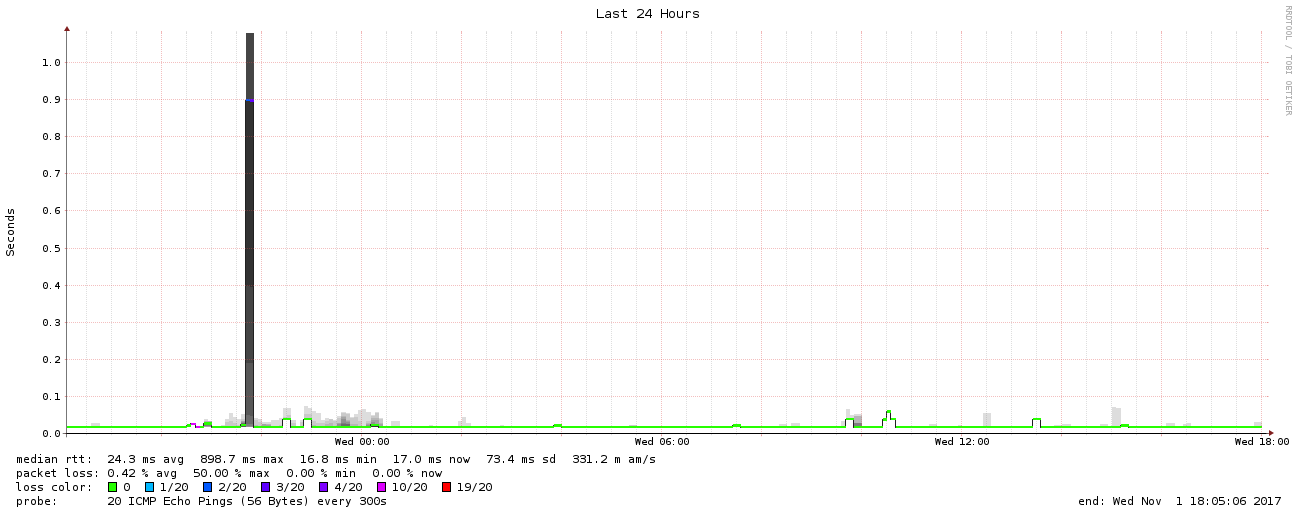 Last 24 Hours
RRDTOOL / TOBI OETIKER
Seconds
1.0
0.9
0.8
0.7
0.6
0.5
0.4
0.3
0.2
0.1
0.0
Wed 00:00 Wed 06:00 Wed 12:00 Wed 18:00
median rtt: 24.3 ms avg 898.7 ms max 16.8 ms min 17.0 ms now 73.4 ms sd 331.2 m am/s
packet loss: 0.42 % avg 50.00 % max 0.00 % min 0.00 % now
loss color: 0 1/20 2/20 3/20 4/20 10/20 19/20
probe: 20 ICMP Echo Pings (56 Bytes) every 300s end: Wed Nov 1 18:05:06 2017